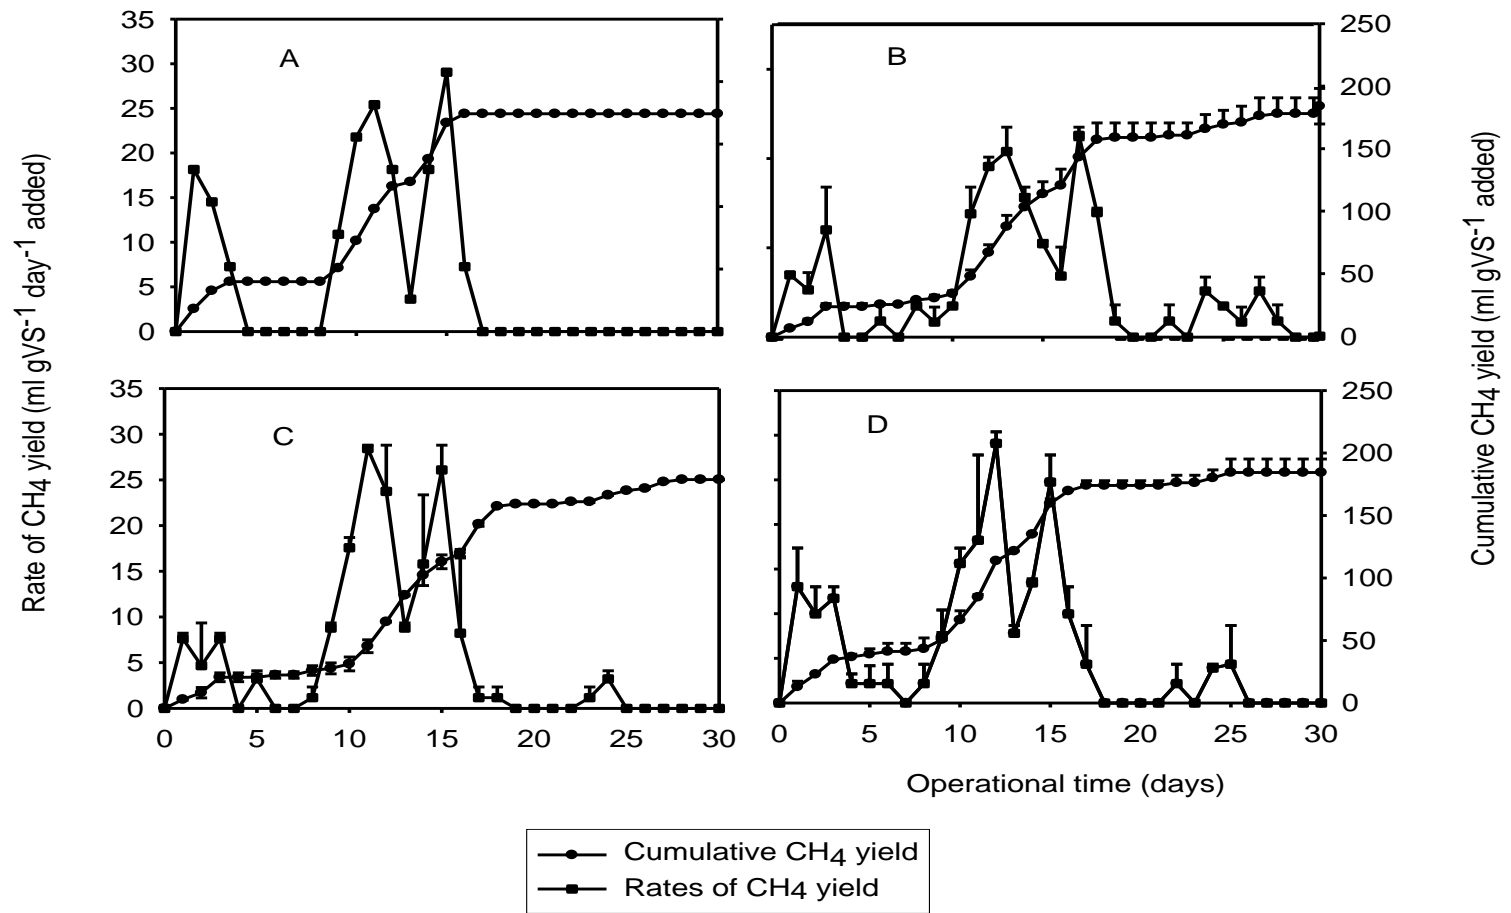 Rate of CH4 yield (ml gVS-1 day-1 added)
35
30
25
20
15
10
5
0
A
B
250
200
150
100
50
0
Cumulative CH4 yield (ml gVS-1 added)
35
30
25
20
15
10
5
0
C
0 5 10 15 20 25 30
D
250
200
150
100
50
0
0 5 10 15 20 25 30
Operational time (days)
Cumulative CH4 yield
Rates of CH4 yield